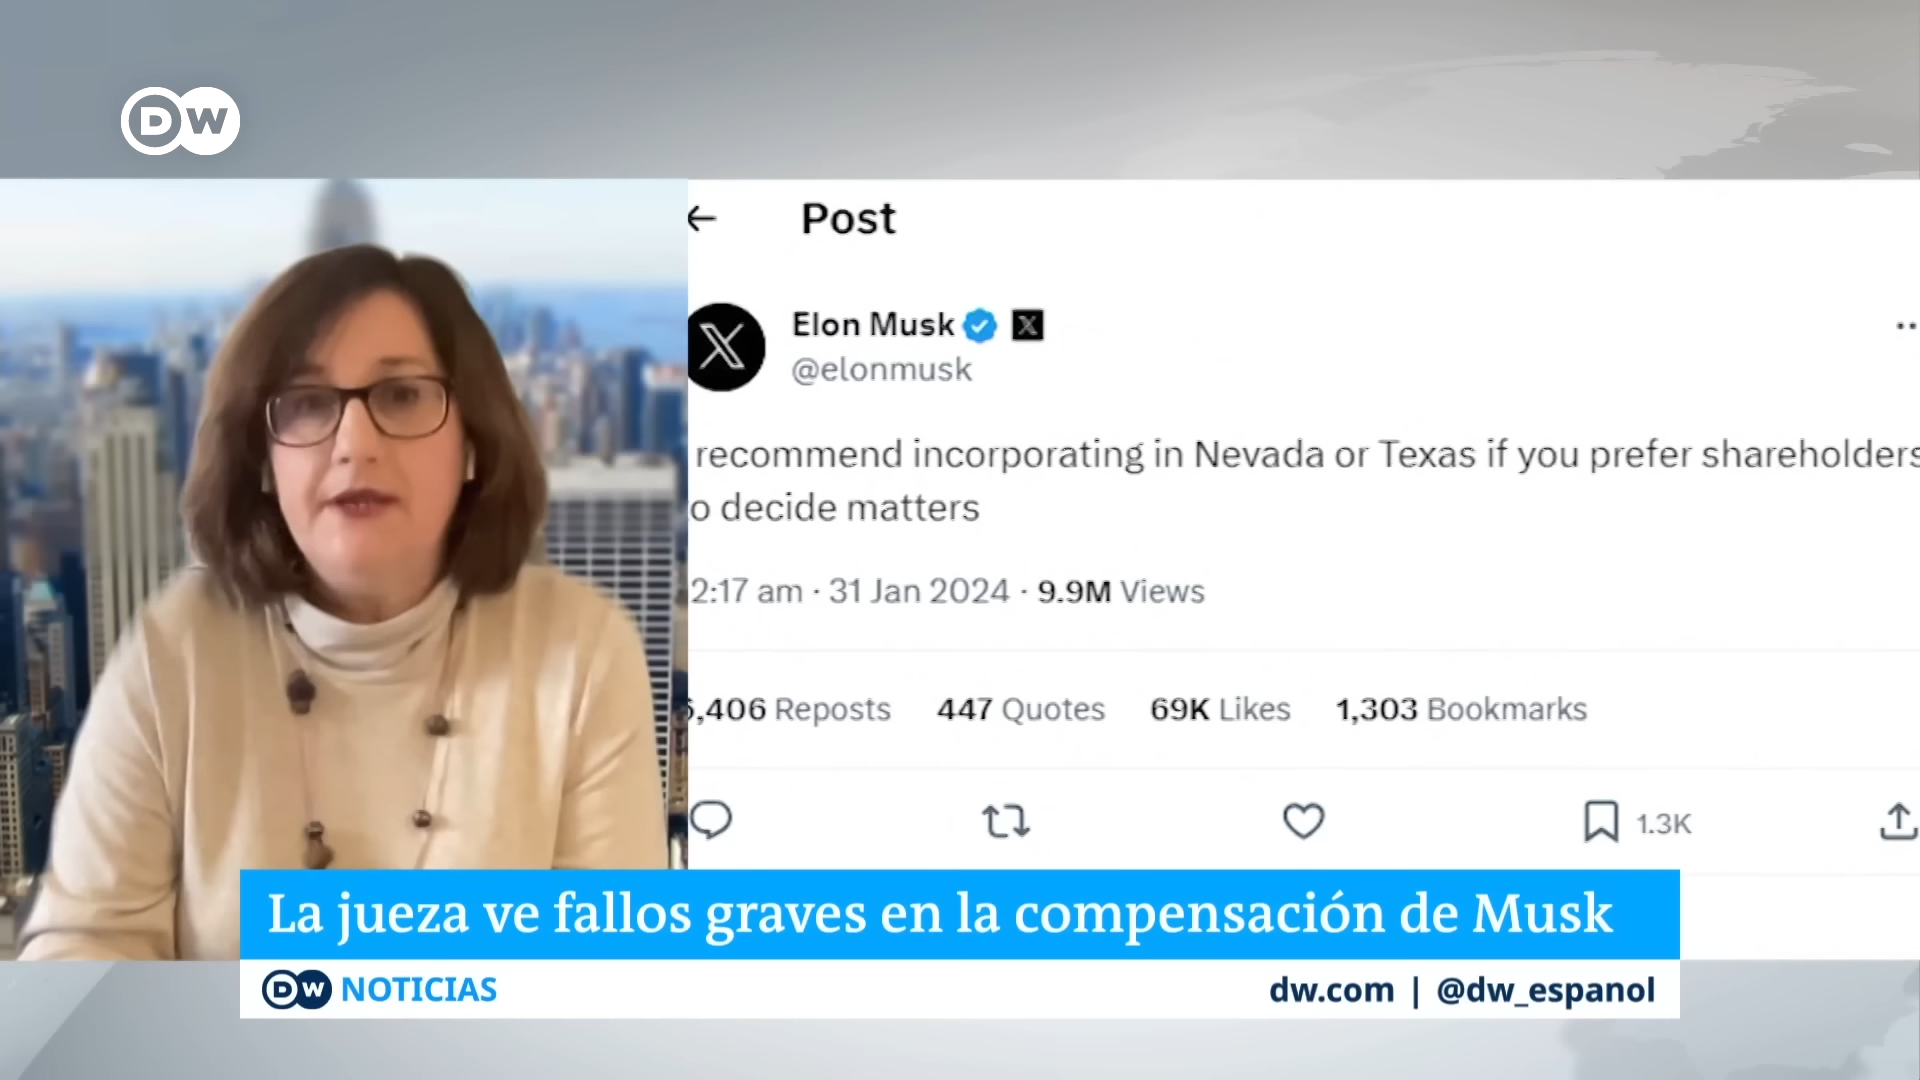 DW
Post
Elon Musk
@elonmusk
recommend incorporating in Nevada or Texas if you prefer shareholders
o decide matters
2:17 am · 31 Jan 2024 · 9.9M Views
,406 Reposts 447 Quotes 69K Likes 1,303 Bookmarks
1.3K
La jueza ve fallos graves en la compensación de Musk
DW NOTICIAS
dw.com | @dw_espanol